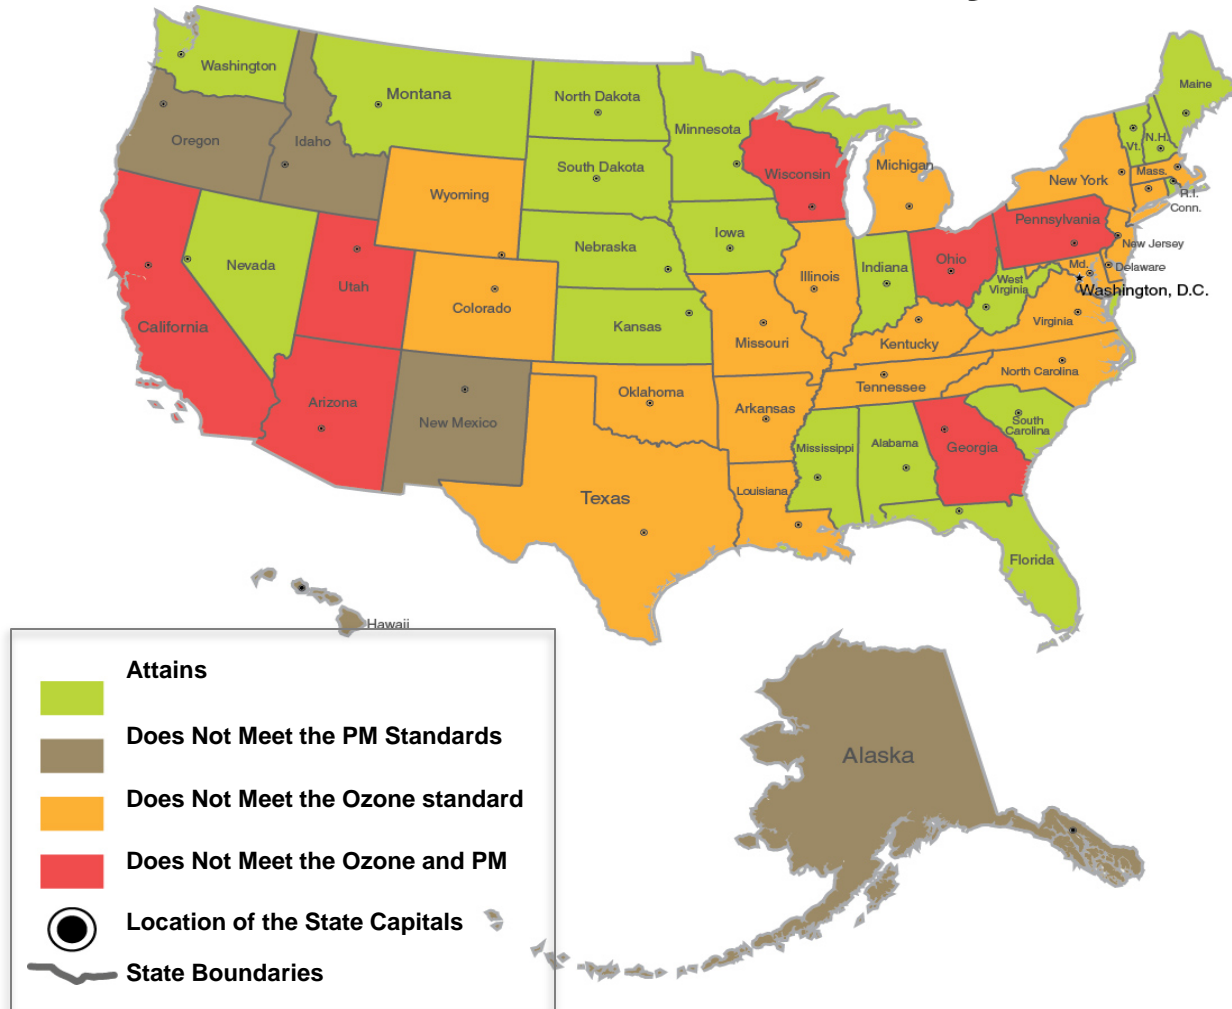 Washington
Montana
North Dakota
Minnesota
Maine
Oregon
Idaho
South Dakota
Wisconsin
Michigan
Vt.
N.H.
New York
Mass.
R.I.
Conn.
Wyoming
Iowa
Pennsylvania
Nebraska
Nevada
Utah
Illinois
Indiana
Ohio
New Jersey
Md.
Delaware
West
Virginia
Washington, D.C.
California
Colorado
Kansas
Missouri
Kentucky
Virginia
Arizona
New Mexico
Oklahoma
Arkansas
Tennessee
North Carolina
Mississippi
Alabama
Georgia
South
Carolina
Texas
Louisiana
Florida
Hawaii
Alaska
Attains
Does Not Meet the PM Standards
Does Not Meet the Ozone standard
Does Not Meet the Ozone and PM
Location of the State Capitals
State Boundaries